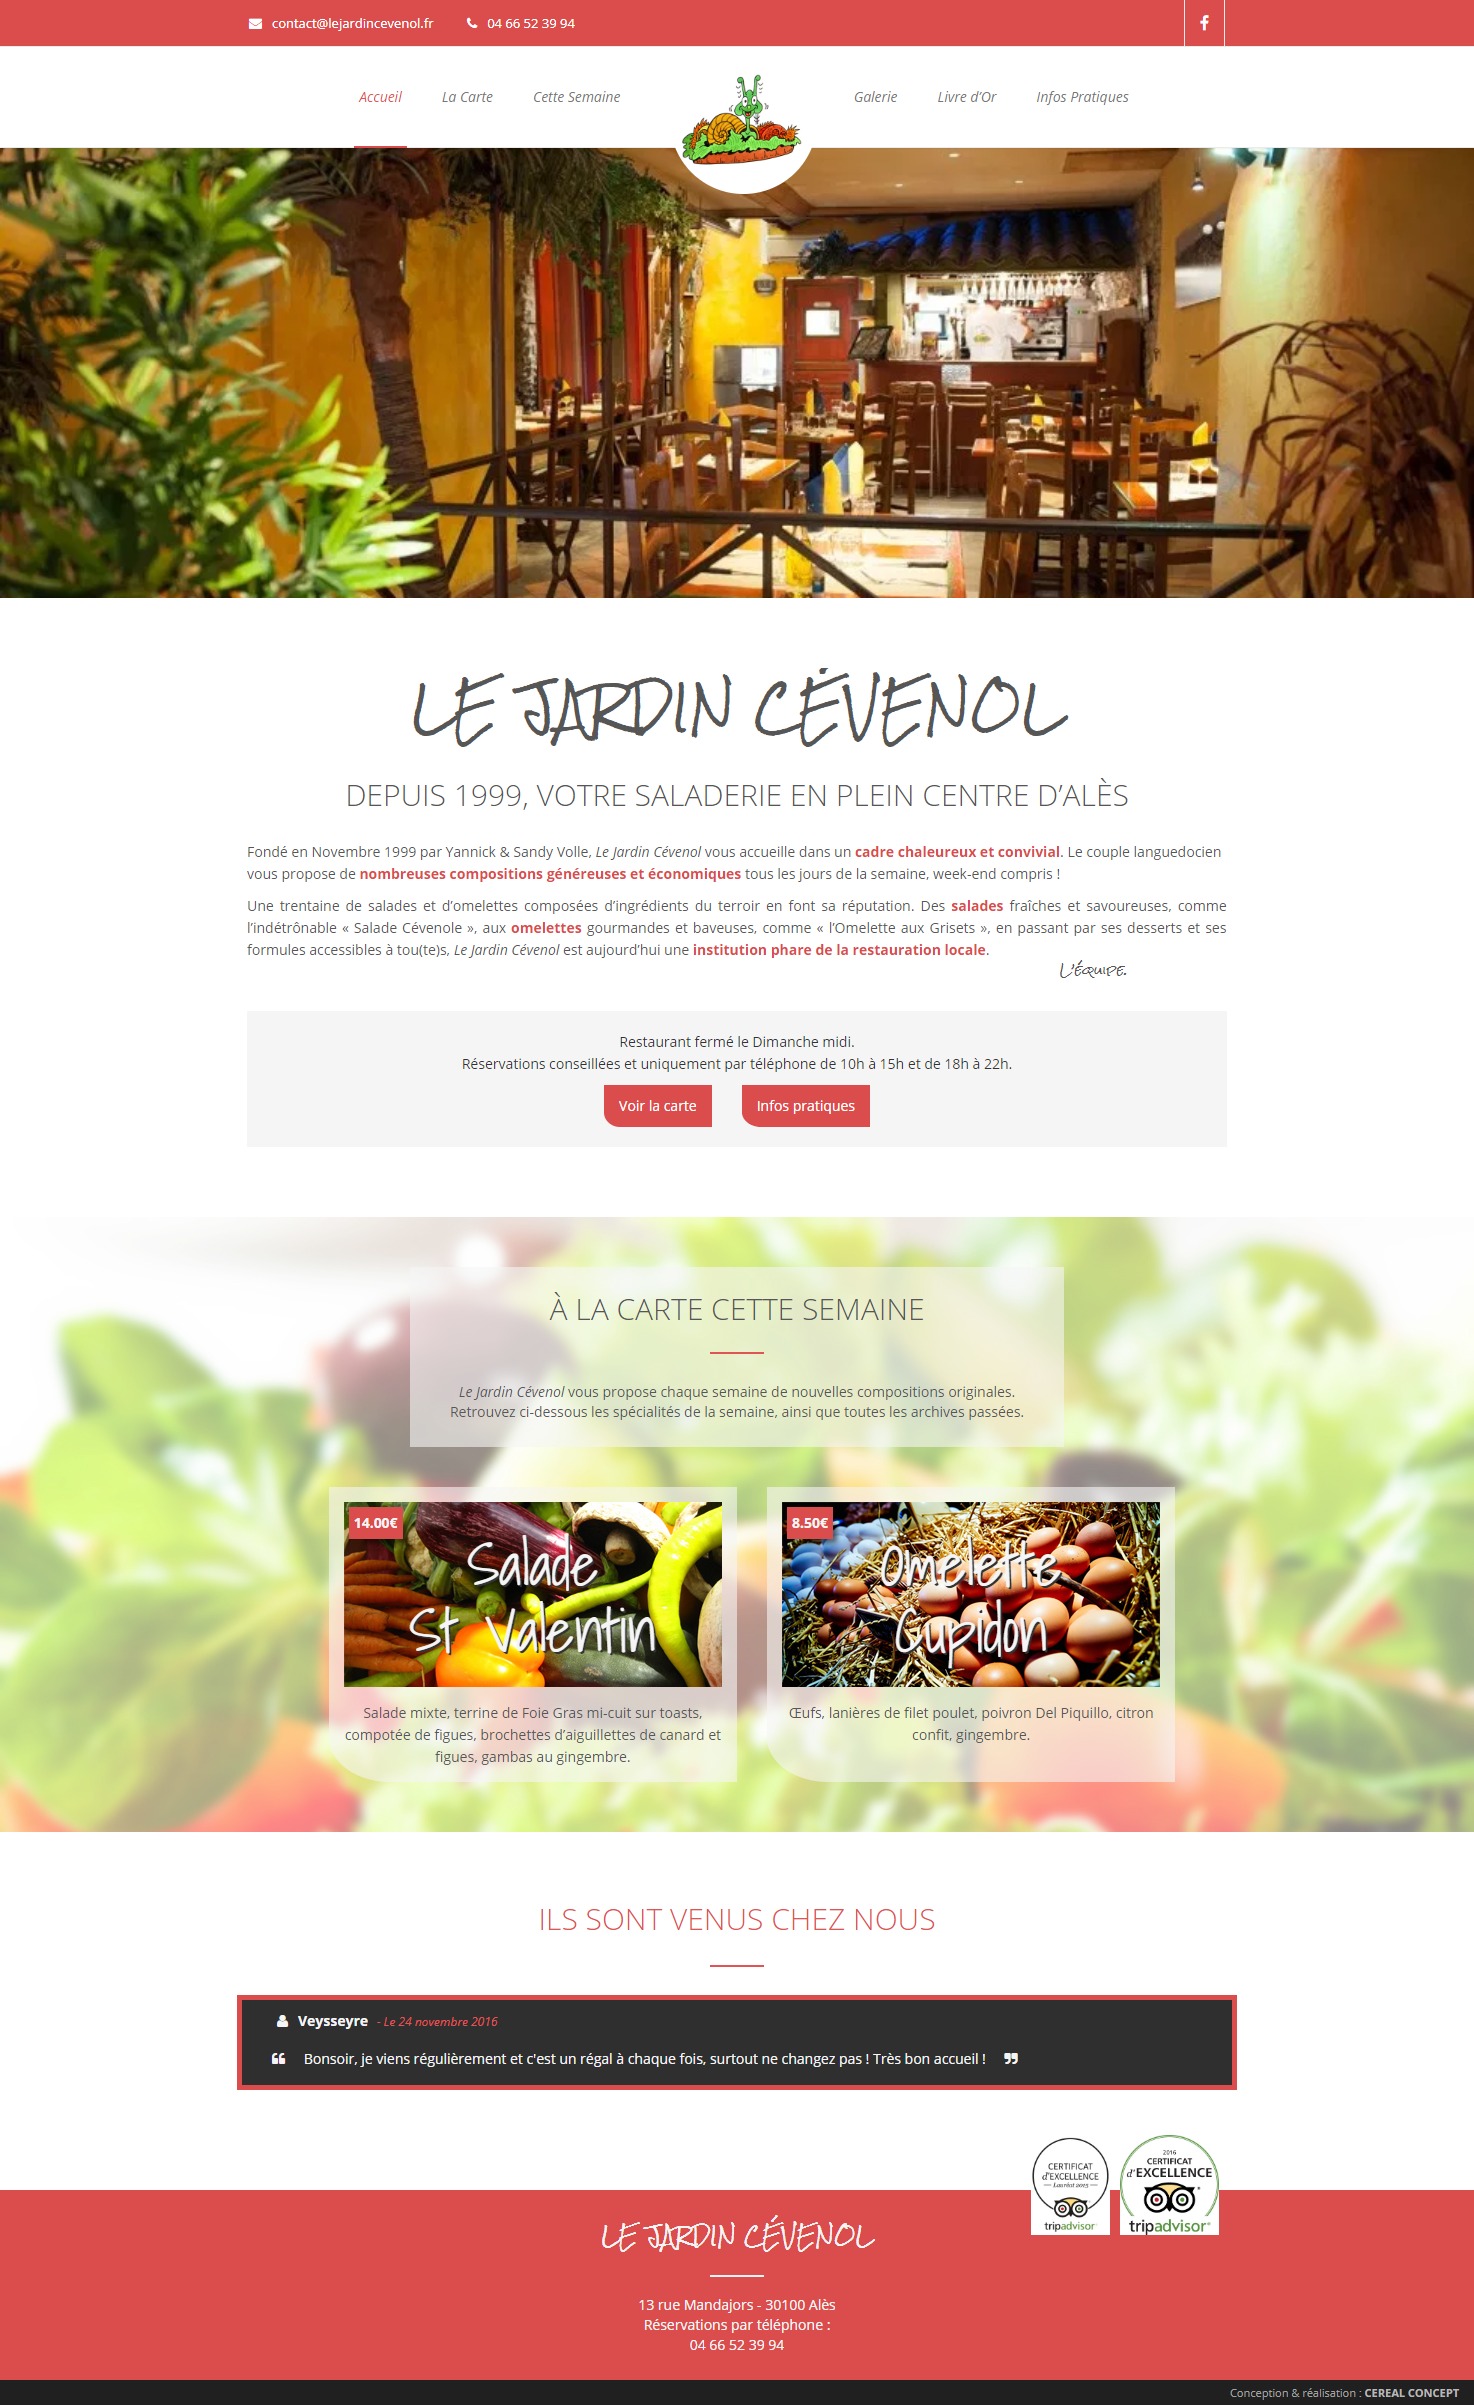 contact@lejardincevenol.fr 04 66 52 39 94
Accueil La Carte Cette Semaine Galerie Livre d'Or Infos Pratiques
LE JARDIN CÉVENOL
DEPUIS 1999, VOTRE SALADERIE EN PLEIN CENTRE D'ALÈS
Fondé en Novembre 1999 par Yannick & Sandy Volle, Le Jardin Cévenol vous accueille dans un cadre chaleureux et convivial. Le couple languedocien
vous propose de nombreuses compositions généreuses et économiques tous les jours de la semaine, week-end compris !
Une trentaine de salades et d'omelettes composées d'ingrédients du terroir en font sa réputation. Des salades fraîches et savoureuses, comme
l'indétrônable « Salade Cévenole », aux omelettes gourmandes et baveuses, comme « l'Omelette aux Grisets », en passant par ses desserts et ses
formules accessibles à tou(te)s, Le Jardin Cévenol est aujourd'hui une institution phare de la restauration locale.
L'équipe.
Restaurant fermé le Dimanche midi.
Réservations conseillées et uniquement par téléphone de 10h à 15h et de 18h à 22h.
Voir la carte Infos pratiques
À LA CARTE CETTE SEMAINE
Le Jardin Cévenol vous propose chaque semaine de nouvelles compositions originales.
Retrouvez ci-dessous les spécialités de la semaine, ainsi que toutes les archives passées.
14.00€
Salade
St Valentin
Salade mixte, terrine de Foie Gras mi-cuit sur toasts,
compotée de figues, brochettes d'aiguillettes de canard et
figues, gambas au gingembre.
8.50€
Omelette
Cupidon
Œufs, lanières de filet poulet, poivron Del Piquillo, citron
confit, gingembre.
ILS SONT VENUS CHEZ NOUS
Veysseyre - Le 24 novembre 2016
Bonsoir, je viens régulièrement et c'est un régal à chaque fois, surtout ne changez pas ! Très bon accueil !
CERTIFICAT
d'EXCELLENCE
Lauréat 2015
tripadvisor
2016
CERTIFICAT
d'EXCELLENCE
tripadvisor
LE JARDIN CÉVENOL
13 rue Mandajors - 30100 Alès
Réservations par téléphone :
04 66 52 39 94
Conception & réalisation : CEREAL CONCEPT